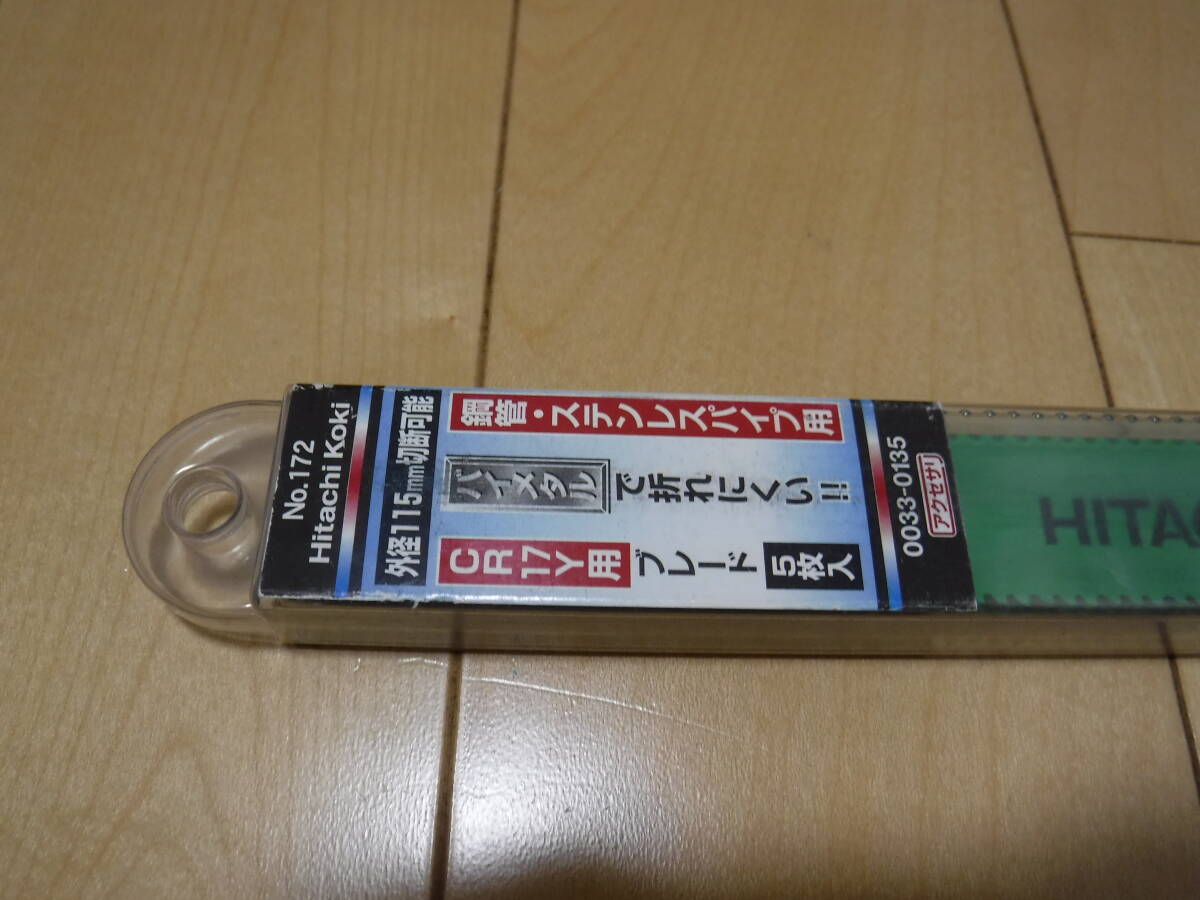 No.172
Hitachi Koki
外径115mm切断可能
鋼管・ステンレスパイプ用
バイメタル
で折れにくい!!
CR17Y用
ブレード
5枚入
0033-0135
アクセサリ
HITA